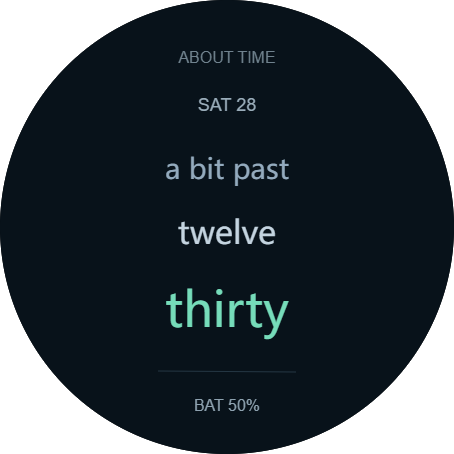 ABOUT TIME
SAT 28
a bit past
twelve
thirty
BAT 50%